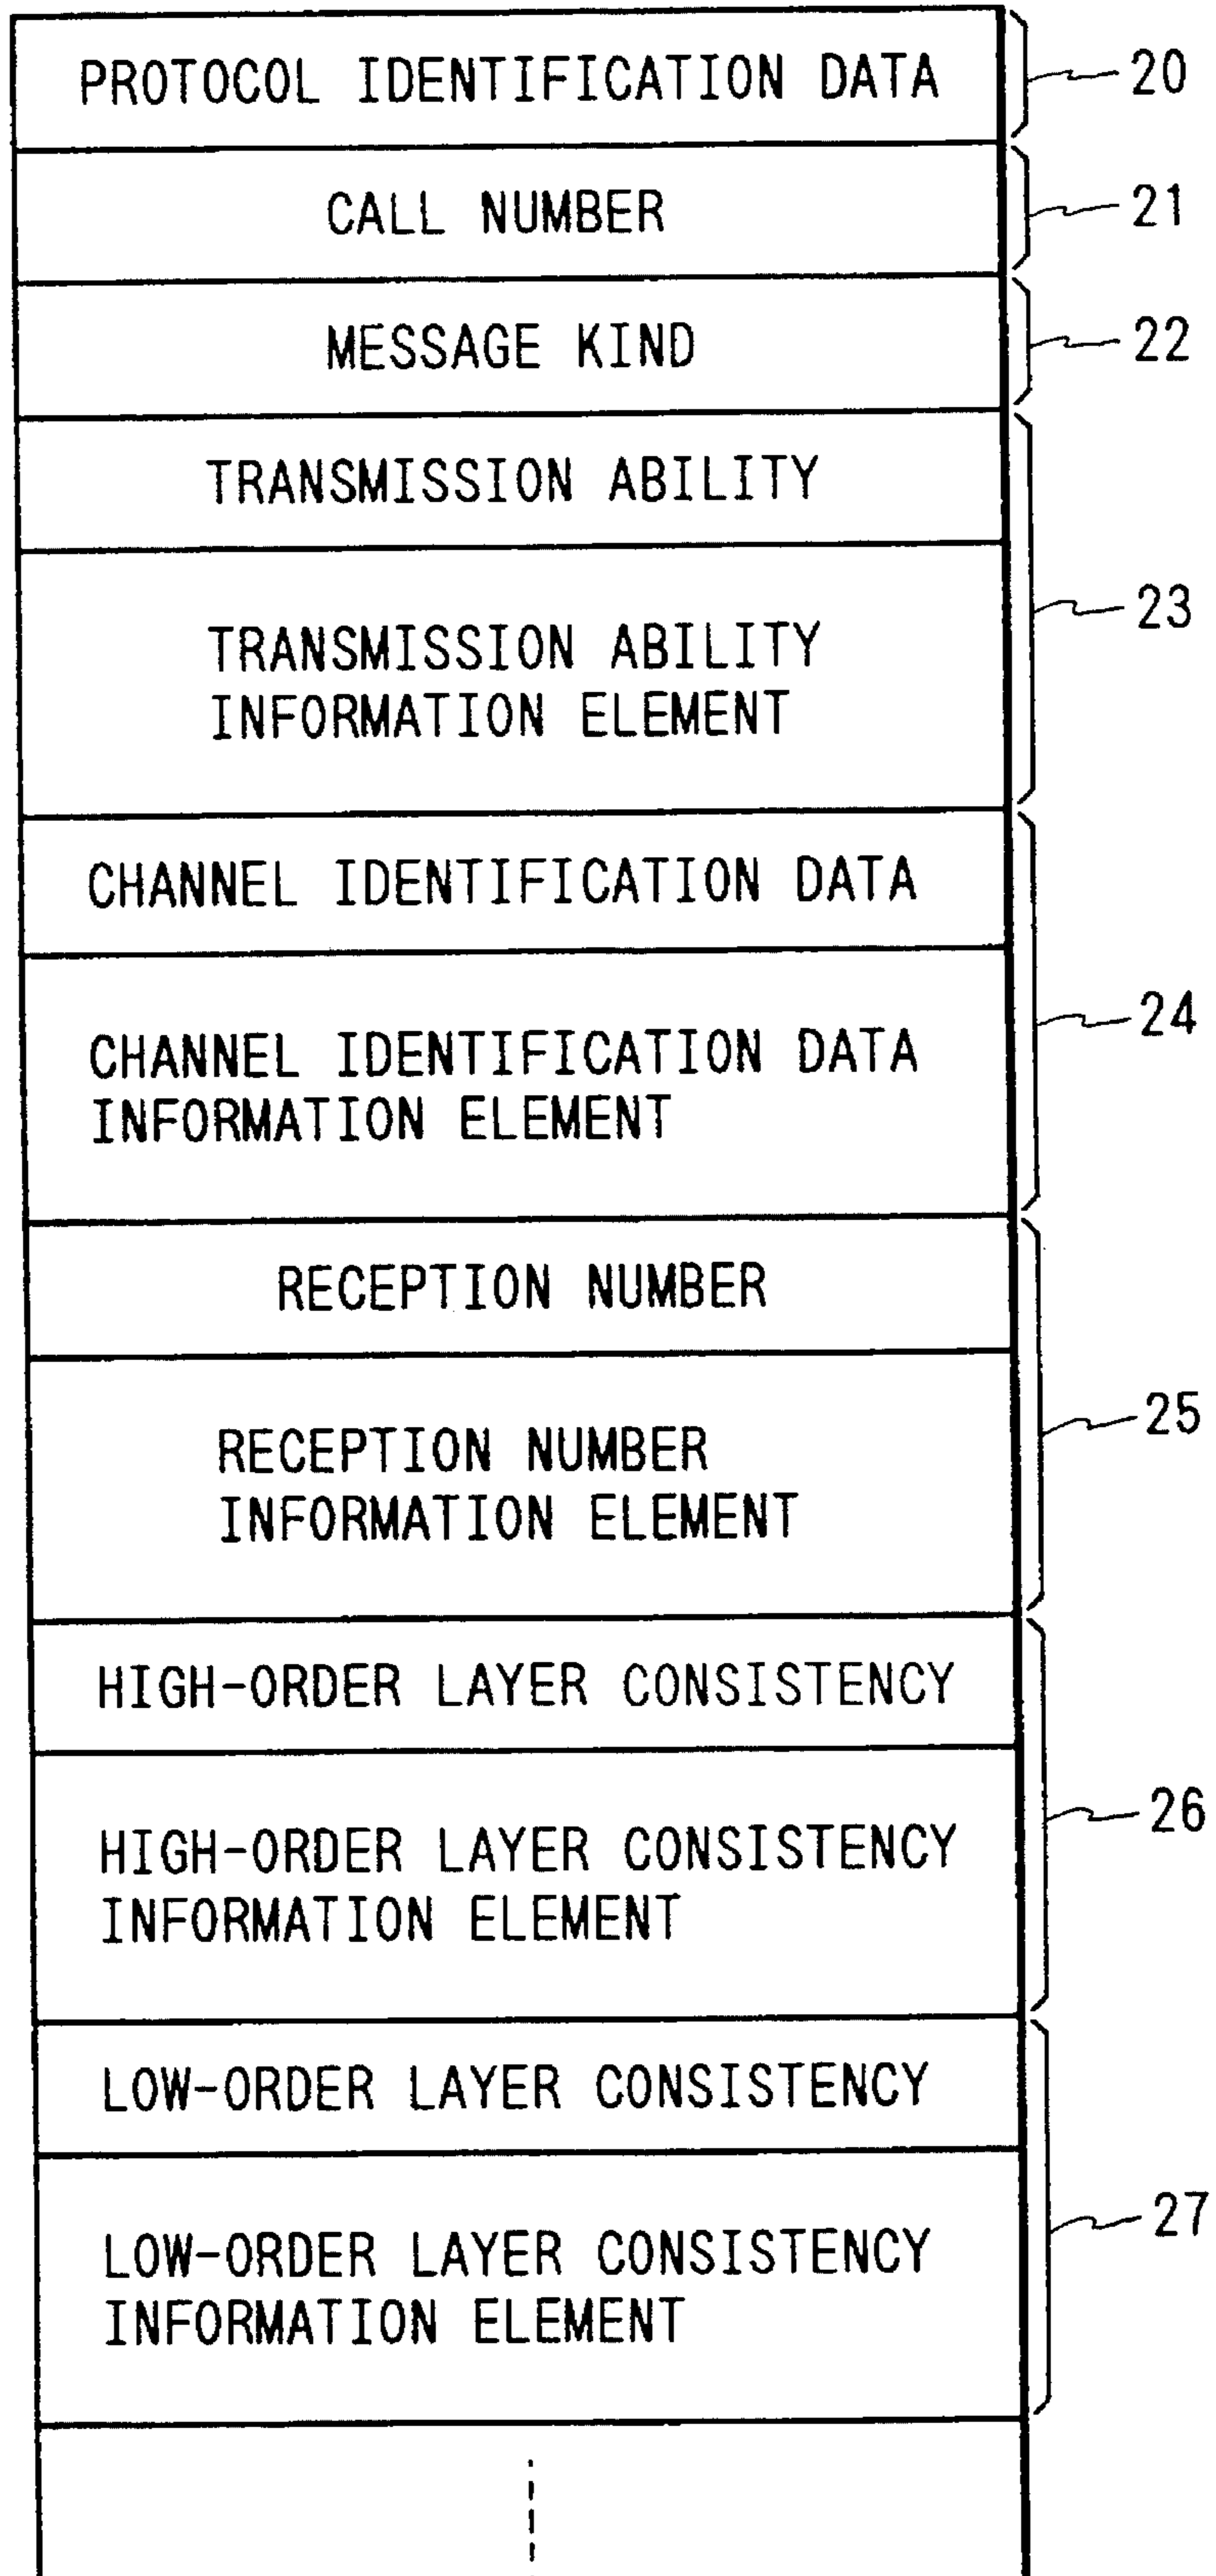 PROTOCOL IDENTIFICATION DATA
20
CALL NUMBER
21
MESSAGE KIND
22
TRANSMISSION ABILITY
TRANSMISSION ABILITY
INFORMATION ELEMENT
23
CHANNEL IDENTIFICATION DATA
CHANNEL IDENTIFICATION DATA
INFORMATION ELEMENT
24
RECEPTION NUMBER
RECEPTION NUMBER
INFORMATION ELEMENT
25
HIGH-ORDER LAYER CONSISTENCY
HIGH-ORDER LAYER CONSISTENCY
INFORMATION ELEMENT
26
LOW-ORDER LAYER CONSISTENCY
LOW-ORDER LAYER CONSISTENCY
INFORMATION ELEMENT
27